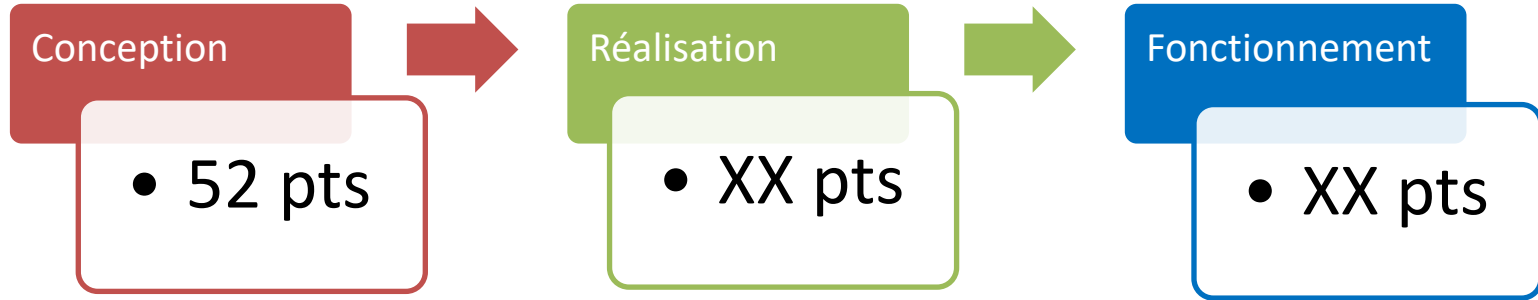 Conception
• 52 pts
Réalisation
• XX pts
Fonctionnement
• XX pts